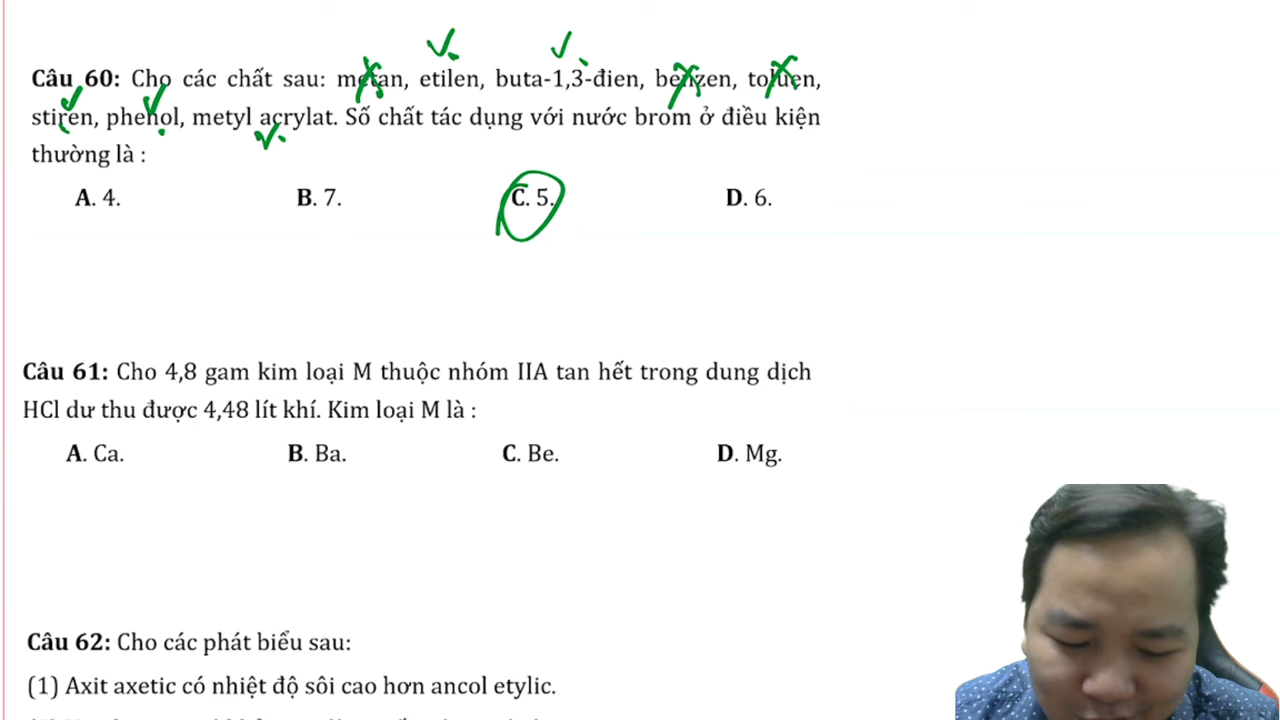 Câu 60: Cho các chất sau: metan, etilen, buta-1,3-đien, benzen, toluen,
stiren, phenol, metyl acrylat. Số chất tác dụng với nước brom ở điều kiện
thường là :
A. 4. B. 7. C. 5. D. 6.
Câu 61: Cho 4,8 gam kim loại M thuộc nhóm IIA tan hết trong dung dịch
HCl dư thu được 4,48 lít khí. Kim loại M là :
A. Ca. B. Ba. C. Be. D. Mg.
Câu 62: Cho các phát biểu sau:
(1) Axit axetic có nhiệt độ sôi cao hơn ancol etylic.